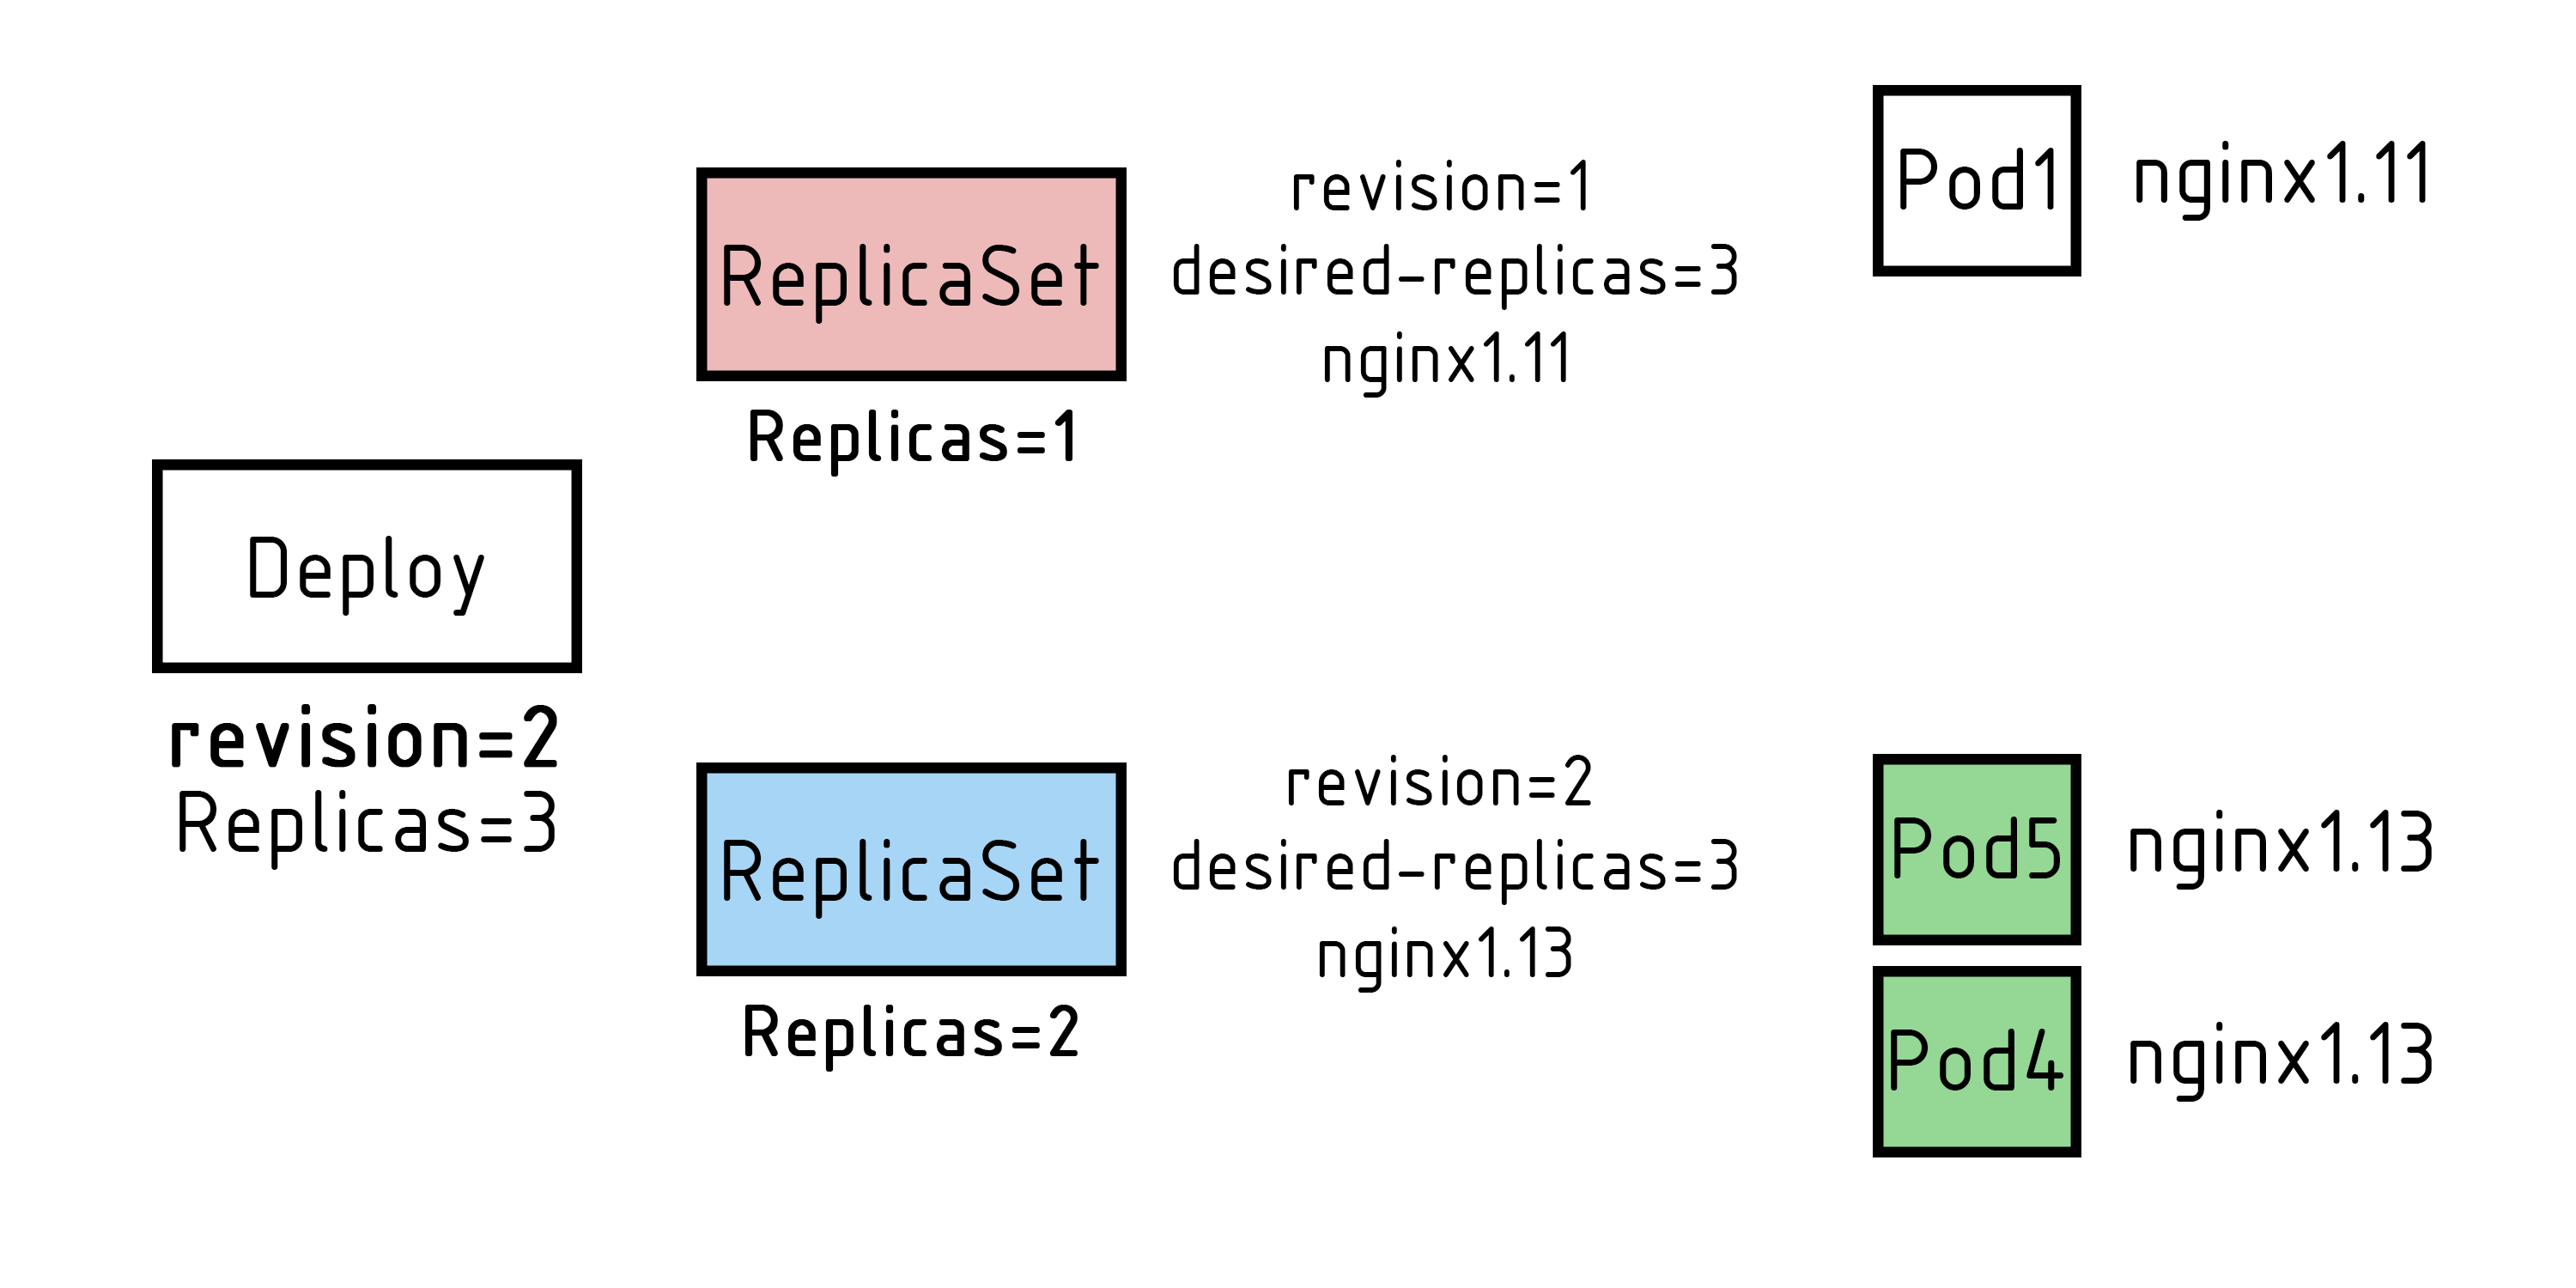 Deploy
revision=2
Replicas=3
ReplicaSet
Replicas=1
revision=1
desired-replicas=3
nginx1.11
Pod1
nginx1.11
ReplicaSet
Replicas=2
revision=2
desired-replicas=3
nginx1.13
Pod5
nginx1.13
Pod4
nginx1.13